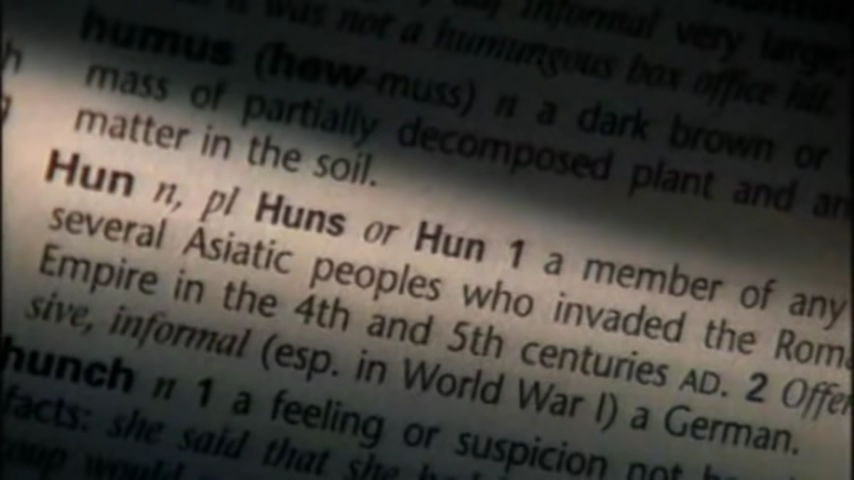 was not a humungous box office hit.
humus (hew-muss) n a dark brown or
mass of partially decomposed plant and an
matter in the soil.
Hun n, pl Huns or Hun 1 a member of any
several Asiatic peoples who invaded the Roma
Empire in the 4th and 5th centuries AD. 2 Offen
sive, informal (esp. in World War I) a German.
hunch n 1 a feeling or suspicion not
facts: she said that she
oup would